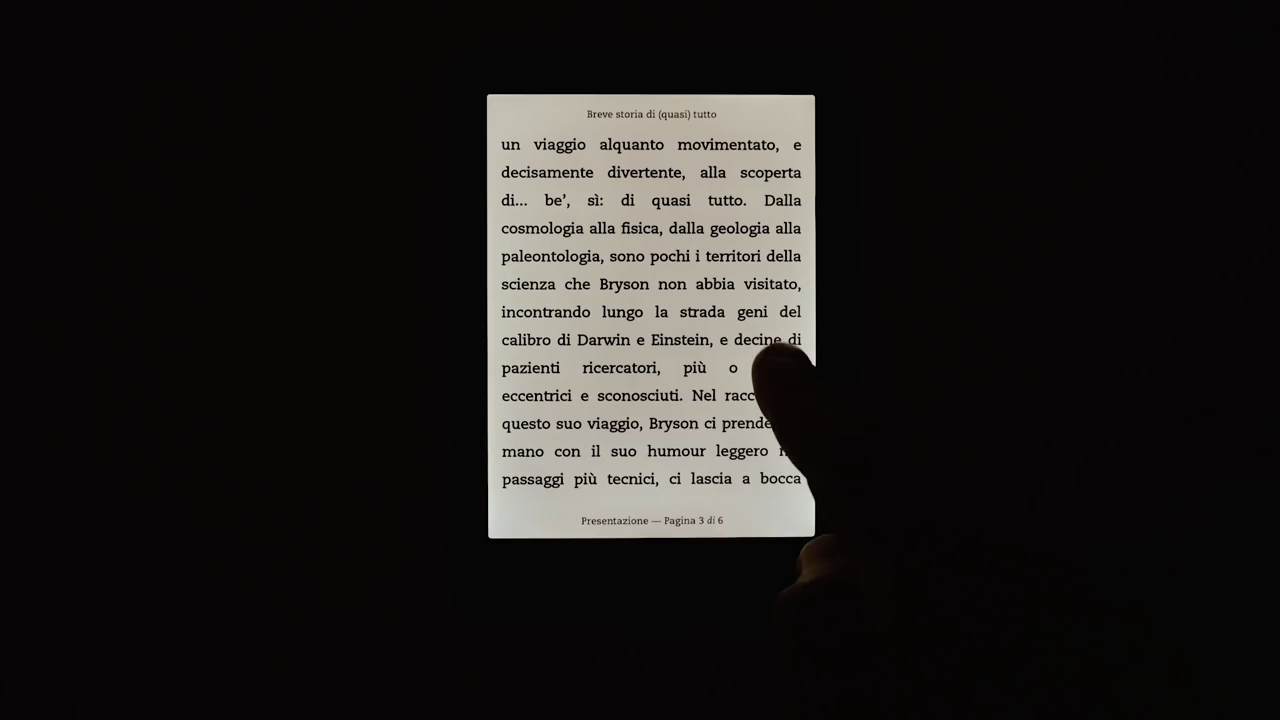 Breve storia di (quasi) tutto
un viaggio alquanto movimentato, e
decisamente divertente, alla scoperta
di... be’, sì: di quasi tutto. Dalla
cosmologia alla fisica, dalla geologia alla
paleontologia, sono pochi i territori della
scienza che Bryson non abbia visitato,
incontrando lungo la strada geni del
calibro di Darwin e Einstein, e decine di
pazienti ricercatori, più o
eccentrici e sconosciuti. Nel
questo suo viaggio, Bryson ci prende
mano con il suo humour leggero
passaggi più tecnici, ci lascia a bocca
Presentazione — Pagina 3 di 6